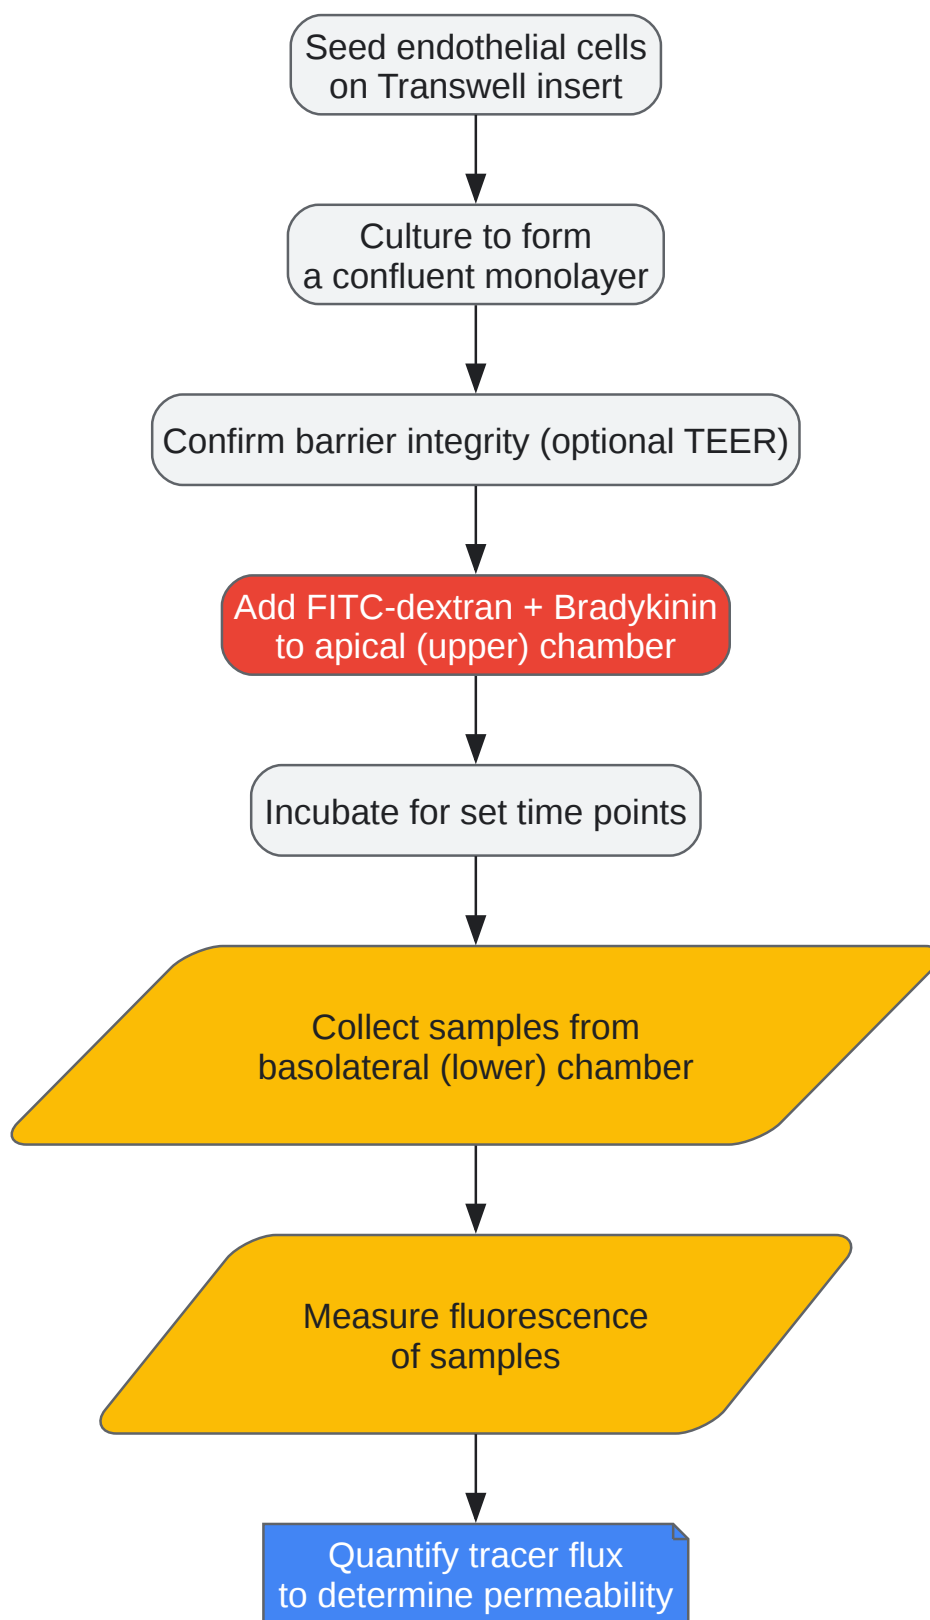 Seed endothelial cells
on Transwell insert
Culture to form
a confluent monolayer
Confirm barrier integrity (optional TEER)
Add FITC-dextran + Bradykinin
to apical (upper) chamber
Incubate for set time points
Collect samples from
basolateral (lower) chamber
Measure fluorescence
of samples
Quantify tracer flux
to determine permeability